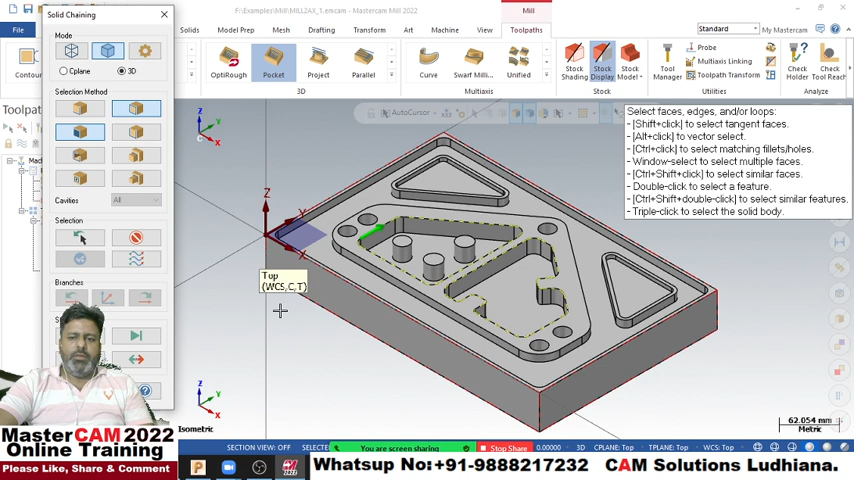 Solid Chaining
F:\Examples\Mill\MILL2AX_1.emcam - Mastercam Mill 2022
Mill
File
Solids
Model Prep
Mesh
Drafting
Transform
Art
Machine
View
Toolpaths
Standard
My Mastercam
Mode
Cplane
3D
Contour
OptiRough
Pocket
Project
Parallel
3D
Curve
Swarf Milli...
Unified
Multiaxis
Stock
Shading
Stock
Display
Stock
Model
Stock
Tool
Manager
Probe
Multiaxis Linking
Toolpath Transform
Utilities
Check
Holder
Check
Tool Reach
Analyze
Selection Method
Cavities
All
Selection
Branches
Toolpath
AutoCursor
Select faces, edges, and/or loops:
- [Shift+click] to select tangent faces.
- [Alt+click] to vector select.
- [Ctrl+click] to select matching fillets/holes.
- Window-select to select multiple faces.
- [Ctrl+Shift+click] to select similar faces.
- Double-click to select a feature.
- [Ctrl+Shift+double-click] to select similar features.
- Triple-click to select the solid body.
Z
Y
X
Z
Y
X
Top
(WCS,C,T)
Z
Y
X
Isometric
62.054 mm
Metric
SECTION VIEW: OFF
SELECTE
You are screen sharing
Stop Share
0.00000
3D
CPLANE: TOP
TPLANE: TOP
WCS: TOP
MasterCAM 2022
Online Training
Please Like, Share & Comment
Whatsup No:+91-9888217232 CAM Solutions Ludhiana.